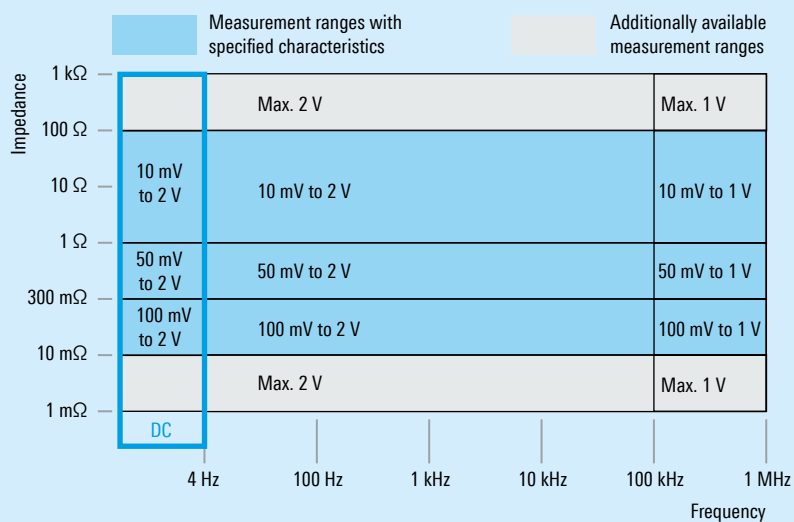 Measurement ranges with
specified characteristics
Additionally available
measurement ranges
Impedance
1 kΩ
Max. 2 V
Max. 1 V
100 Ω
10 mV
to 2 V
10 mV to 2 V
10 mV to 1 V
10 Ω
1 Ω
50 mV
to 2 V
50 mV to 2 V
50 mV to 1 V
300 mΩ
100 mV
to 2 V
100 mV to 2 V
100 mV to 1 V
10 mΩ
Max. 2 V
Max. 1 V
1 mΩ
DC
4 Hz
100 Hz
1 kHz
10 kHz
100 kHz
1 MHz
Frequency